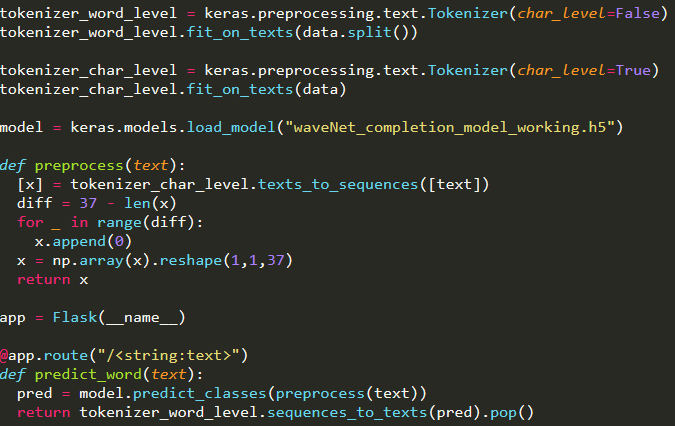 tokenizer_word_level = keras.preprocessing.text.Tokenizer(char_level=False)
tokenizer_word_level.fit_on_texts(data.split())

tokenizer_char_level = keras.preprocessing.text.Tokenizer(char_level=True)
tokenizer_char_level.fit_on_texts(data)

model = keras.models.load_model("waveNet_completion_model_working.h5")

def preprocess(text):
  [x] = tokenizer_char_level.texts_to_sequences([text])
  diff = 37 - len(x)
  for _ in range(diff):
    x.append(0)
  x = np.array(x).reshape(1,1,37)
  return x

app = Flask(__name__)

@app.route("/<string:text>")
def predict_word(text):
  pred = model.predict_classes(preprocess(text))
  return tokenizer_word_level.sequences_to_texts(pred).pop()